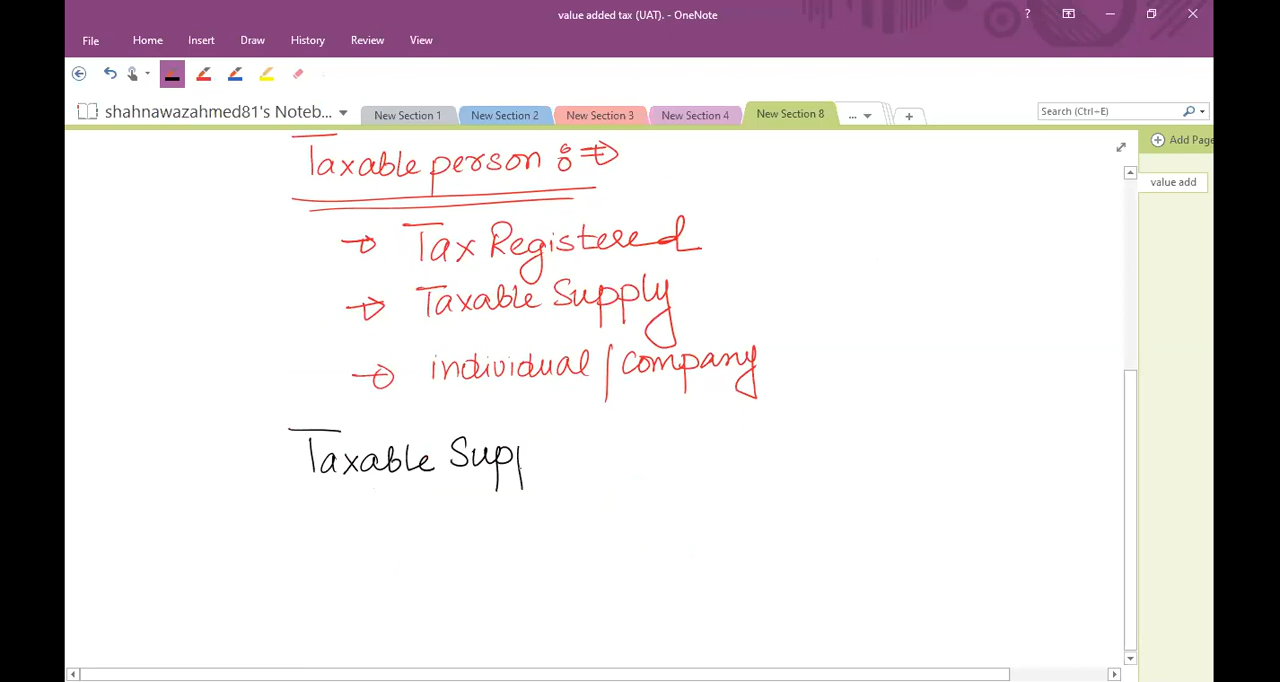 value added tax (UAT). - OneNote
?
File Home Insert Draw History Review View
shahnawazahmed81's Noteb... New Section 1 New Section 2 New Section 3 New Section 4 New Section 8 ... +
Search (Ctrl+E)
Add Page
value add
Taxable person :→
→ Tax Registered
→ Taxable Supply
→ individual / company
Taxable Supp